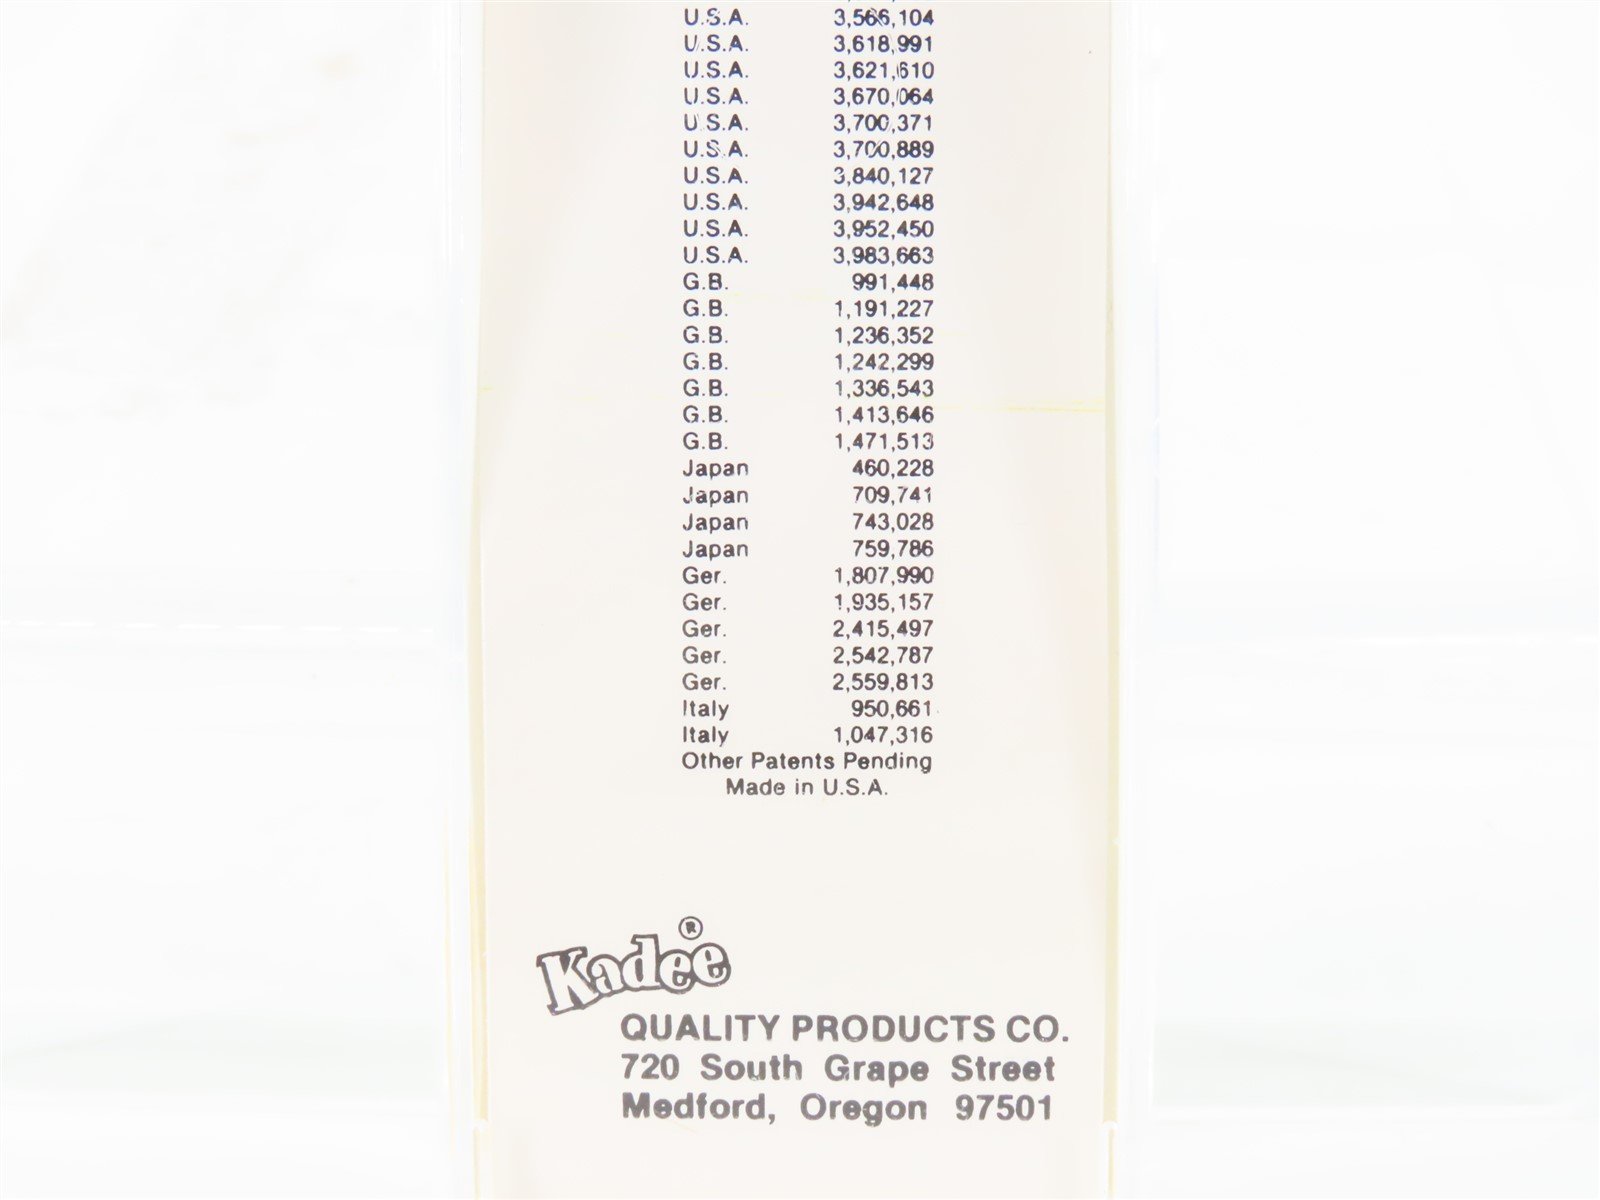 U.S.A. 3,566,104
U.S.A. 3,618,991
U.S.A. 3,621,610
U.S.A. 3,670,064
U.S.A. 3,700,371
U.S.A. 3,700,889
U.S.A. 3,840,127
U.S.A. 3,942,648
U.S.A. 3,952,450
U.S.A. 3,983,663
G.B. 991,448
G.B. 1,191,227
G.B. 1,236,352
G.B. 1,242,299
G.B. 1,336,543
G.B. 1,413,646
G.B. 1,471,513
Japan 460,228
Japan 709,741
Japan 743,028
Japan 759,786
Ger. 1,807,990
Ger. 1,935,157
Ger. 2,415,497
Ger. 2,542,787
Ger. 2,559,813
Italy 950,661
Italy 1,047,316
Other Patents Pending
Made in U.S.A.
Kadee®
QUALITY PRODUCTS CO.
720 South Grape Street
Medford, Oregon 97501